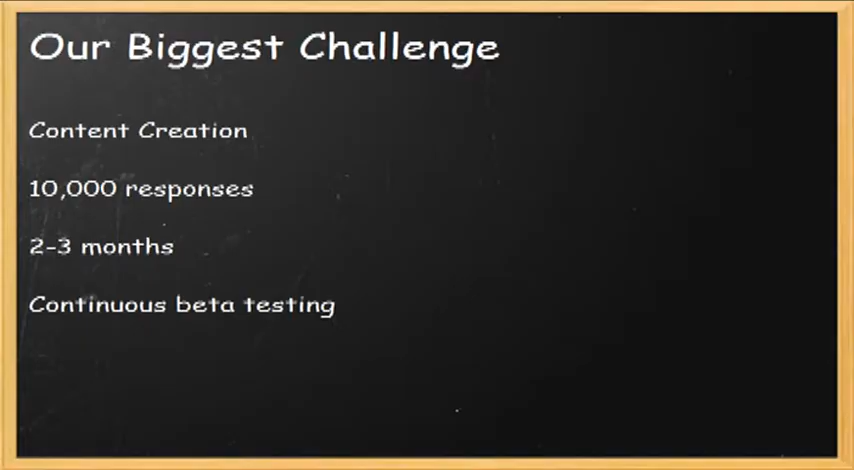 Our Biggest Challenge
Content Creation
10,000 responses
2-3 months
Continuous beta testing